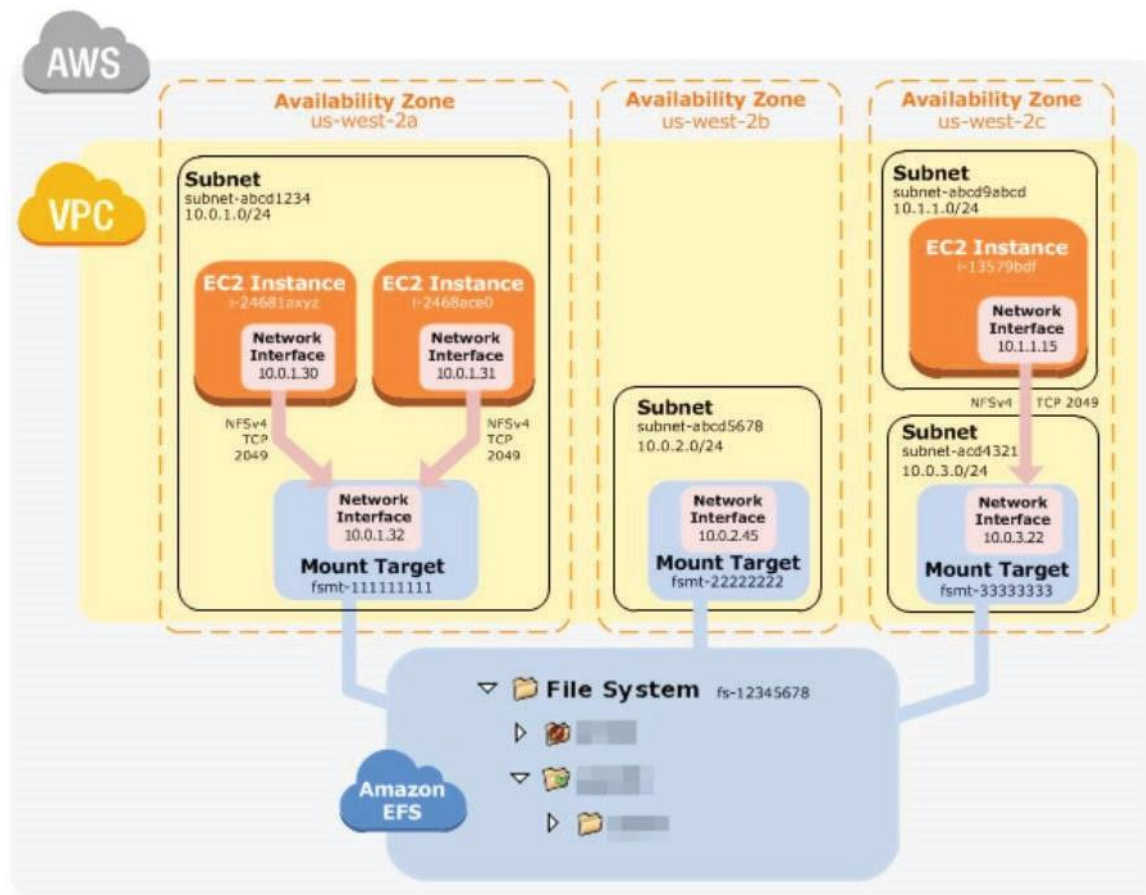 AWS
Availability Zone
us-west-2a
Availability Zone
us-west-2b
Availability Zone
us-west-2c
VPC
Subnet
subnet-abcd1234
10.0.1.0/24
EC2 Instance
i-24681axyz
Network
Interface
10.0.1.30
EC2 Instance
i-2468ace0
Network
Interface
10.0.1.31
NFSv4
TCP
2049
NFSv4
TCP
2049
Network
Interface
10.0.1.32
Mount Target
fsmt-111111111
Subnet
subnet-abcd5678
10.0.2.0/24
Network
Interface
10.0.2.45
Mount Target
fsmt-22222222
Subnet
subnet-abcd9abcd
10.1.1.0/24
EC2 Instance
i-13579bdf
Network
Interface
10.1.1.15
NFSv4 TCP 2049
Subnet
subnet-acd4321
10.0.3.0/24
Network
Interface
10.0.3.22
Mount Target
fsmt-33333333
File System fs-12345678
Amazon
EFS